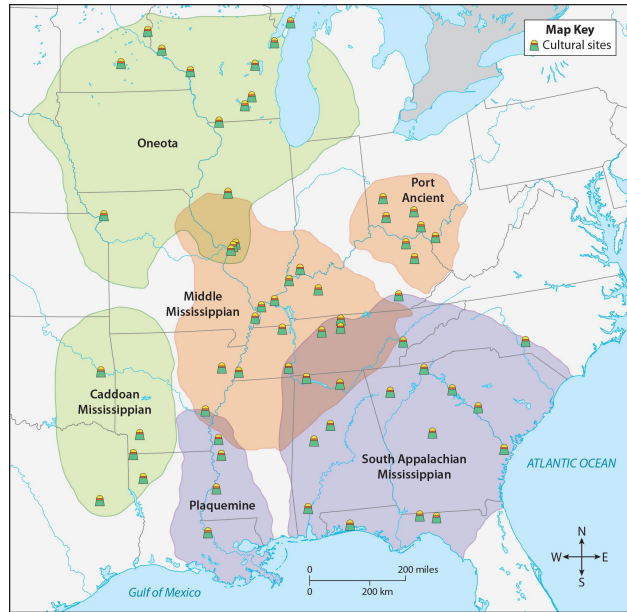 Map Key
Cultural sites
Oneota
Port
Ancient
Middle
Mississippian
Caddoan
Mississippian
South Appalachian
Mississippian
Plaquemine
ATLANTIC OCEAN
N
W
E
S
0
200 miles
0
200 km
Gulf of Mexico